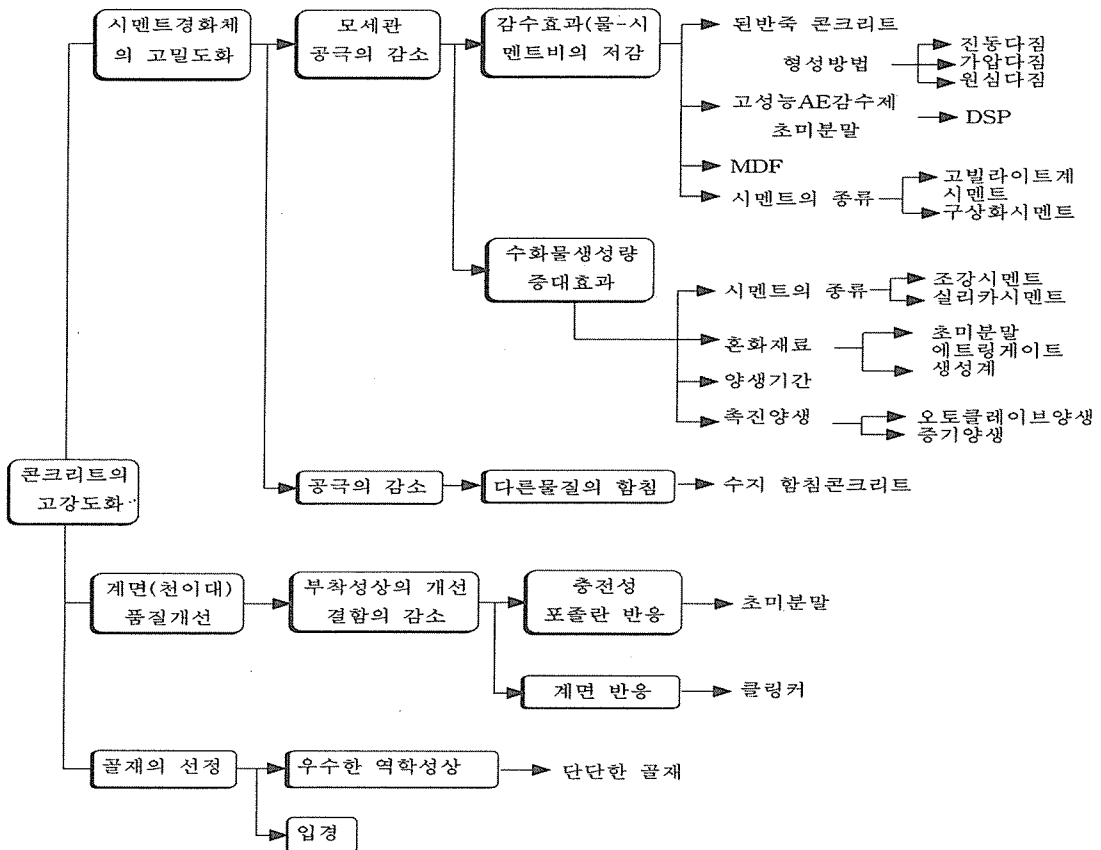 시멘트경화체
의 고밀도화
모세관
공극의 감소
감수효과(물-시
멘트비의 저감
된반죽 콘크리트
형성방법
진동다짐
가압다짐
원심다짐
고성능AE감수제
초미분말
DSP
MDF
시멘트의 종류
고빌라이트계
시멘트
구상화시멘트
수화물생성량
증대효과
시멘트의 종류
조강시멘트
실리카시멘트
혼화재료
초미분말
에트링게이트
생성계
양생기간
촉진양생
오토클레이브양생
증기양생
콘크리트의
고강도화
공극의 감소
다른물질의 함침
수지 함침콘크리트
계면(천이대)
품질개선
부착성상의 개선
결함의 감소
충전성
포졸란 반응
초미분말
계면 반응
클링커
골재의 선정
우수한 역학성상
단단한 골재
입경